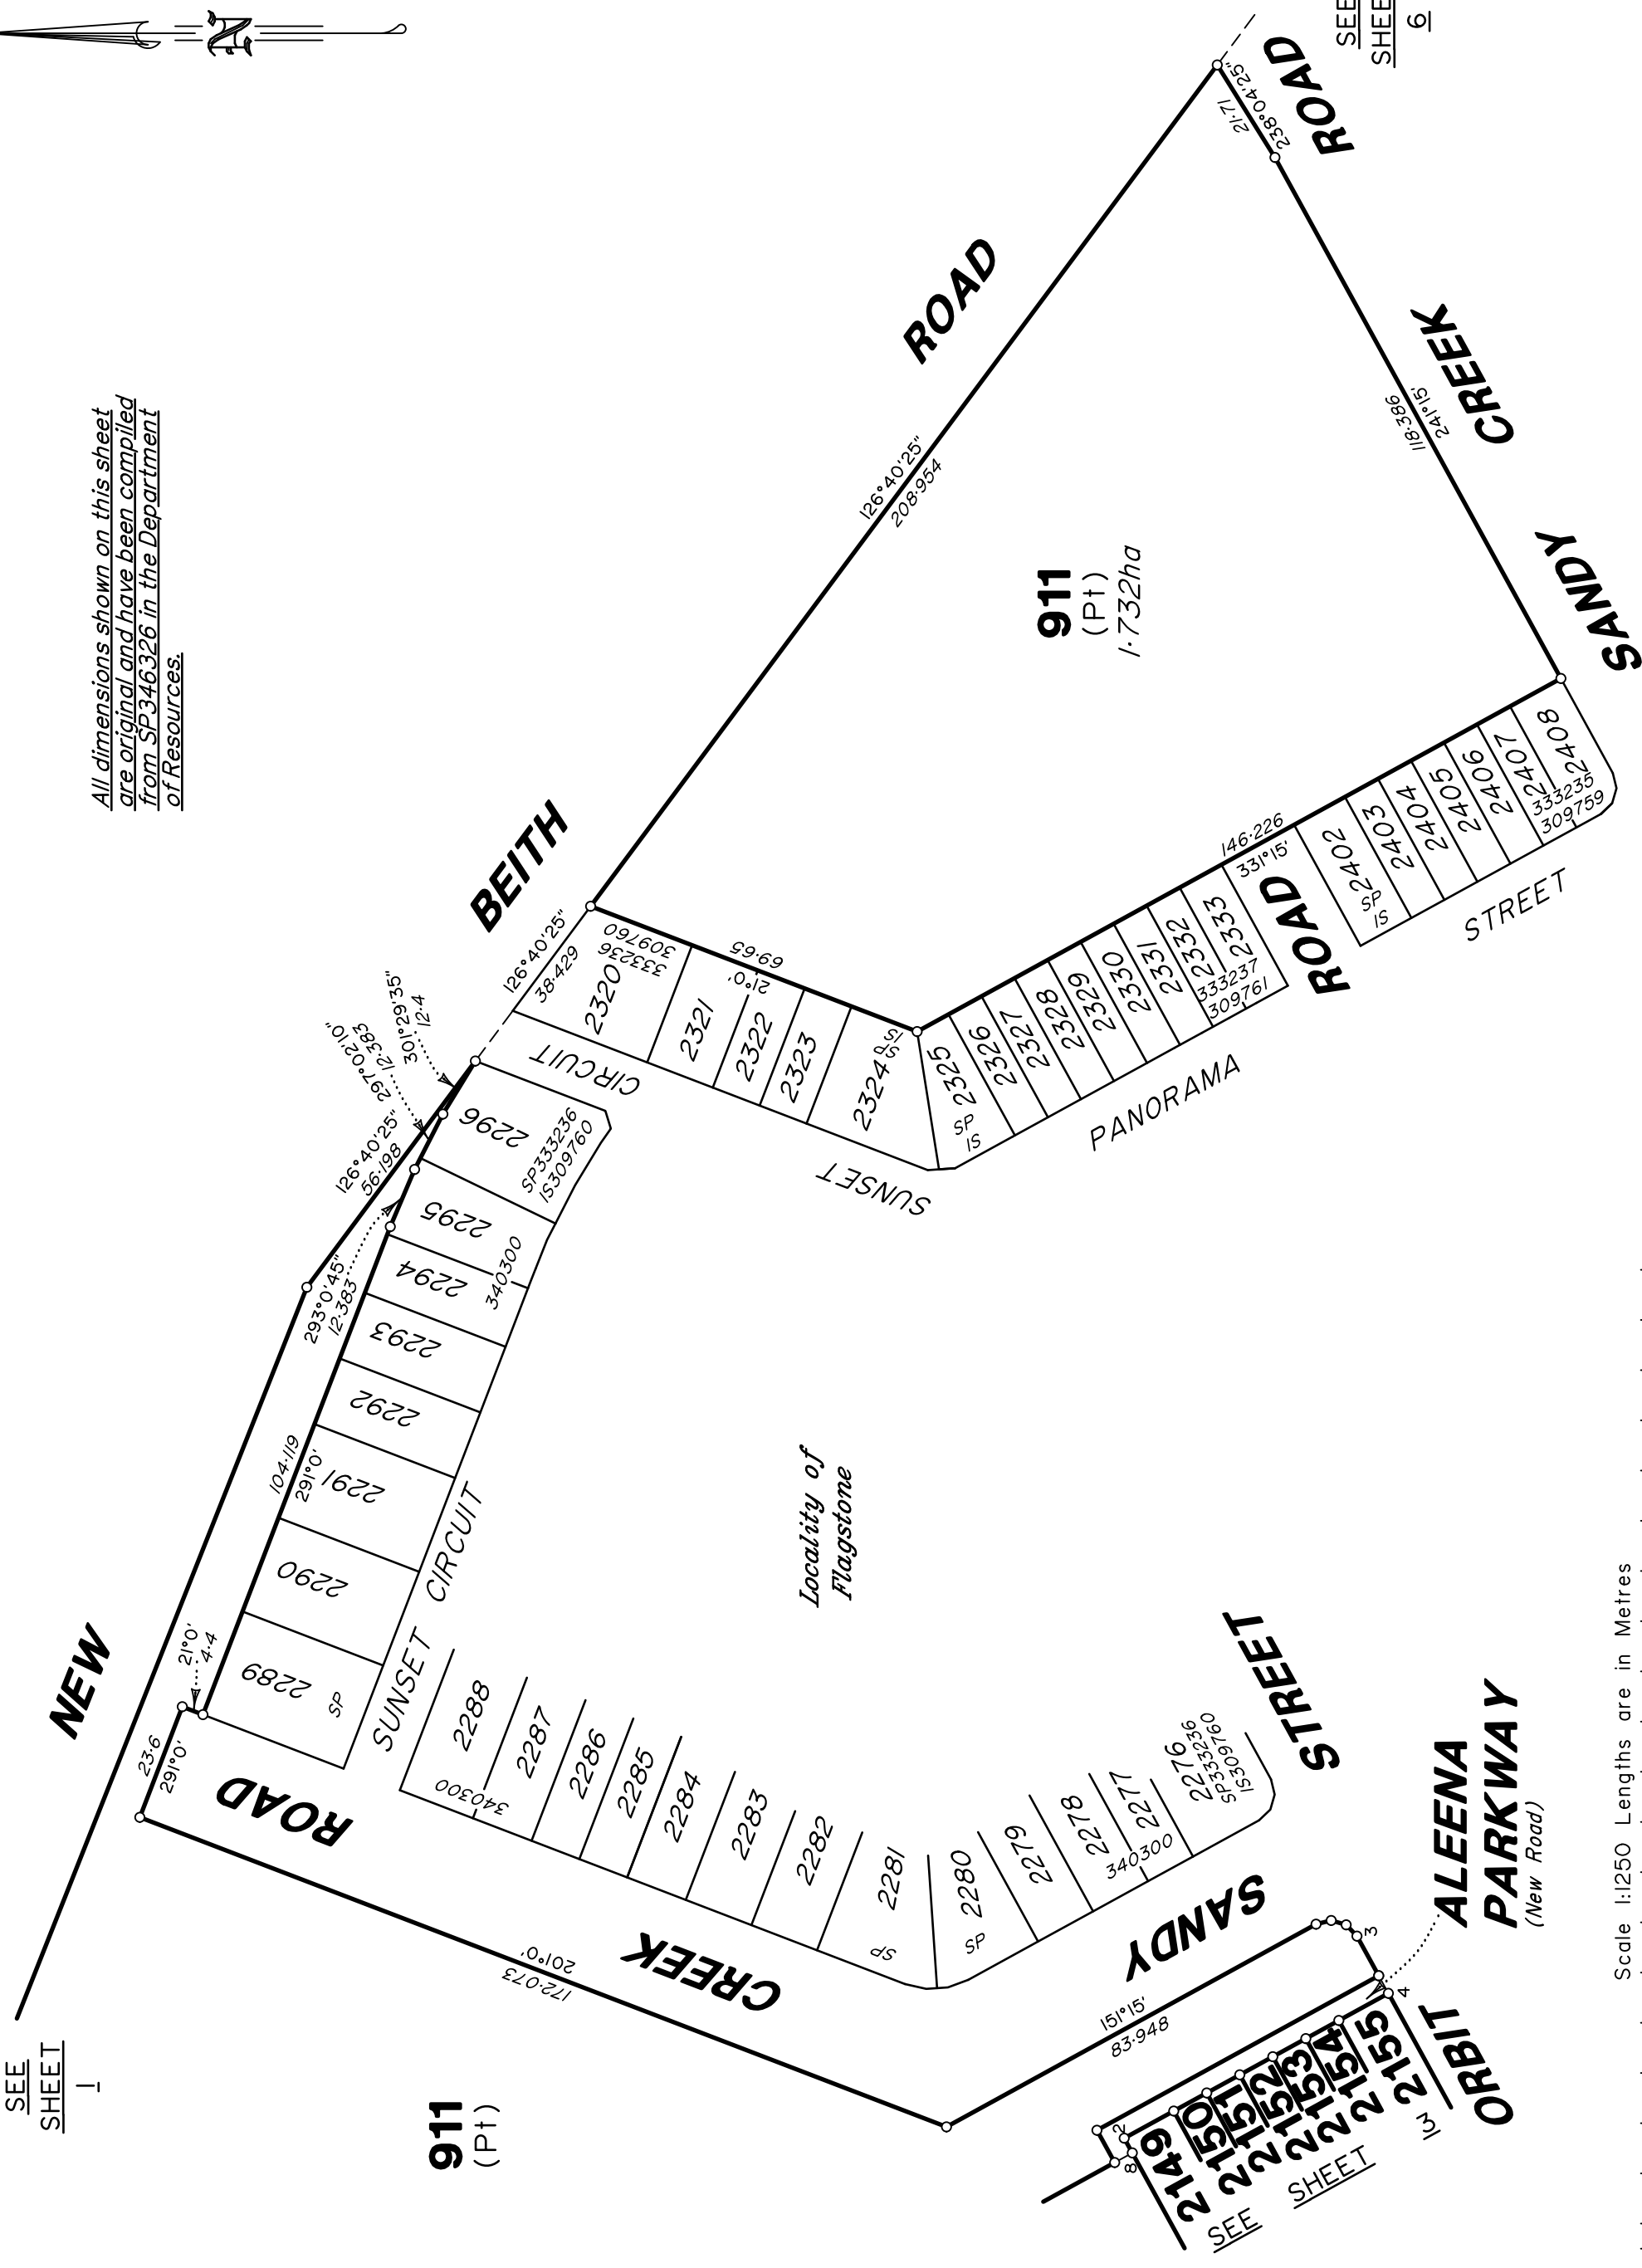 N
All dimensions shown on this sheet
are original and have been compiled
from SP346326 in the Department
of Resources.
SEE
SHEET
1
NEW
BEITH
ROAD
SEE
SHEET
6
911
(Pt)
23·6
291°0'
21°0'
4·4
104·119
291°0'
293°0'45"
12·383
126°40'25"
56·198
297°02'10"
12·383
301°29'35"
12·4
126°40'25"
38·429
126°40'25"
208·954
21·71
238°04'25"
ROAD
2289
SP
2290
2291
2292
2293
2294
2295
340300
2296
SP333236
IS309760
SUNSET CIRCUIT
CIRCUIT
SUNSET
2320
333236
309760
2321
2322
2323
2324
SP
IS
69·65
21°0'
911
(Pt)
1·732ha
118·386
241°15'
SANDY
CREEK
2325
SP
IS
2326
2327
2328
2329
2330
2331
2332
2333
333237
309761
PANORAMA
STREET
ROAD
146·226
331°15'
2402
SP
IS
2403
2404
2405
2406
2407
2408
333235
309759
Locality of
Flagstone
ROAD
CREEK
SANDY
172·073
201°0'
340300
2288
2287
2286
2285
2284
2283
2282
2281
SP
2280
SP
2279
2278
2277
340300
2276
SP333236
IS309760
STREET
151°15'
83·948
ALEENA
PARKWAY
(New Road)
ORBIT
8
2
3
4
2149
2150
2151
2152
2153
2154
2155
SEE SHEET 3
Scale 1:1250 Lengths are in Metres